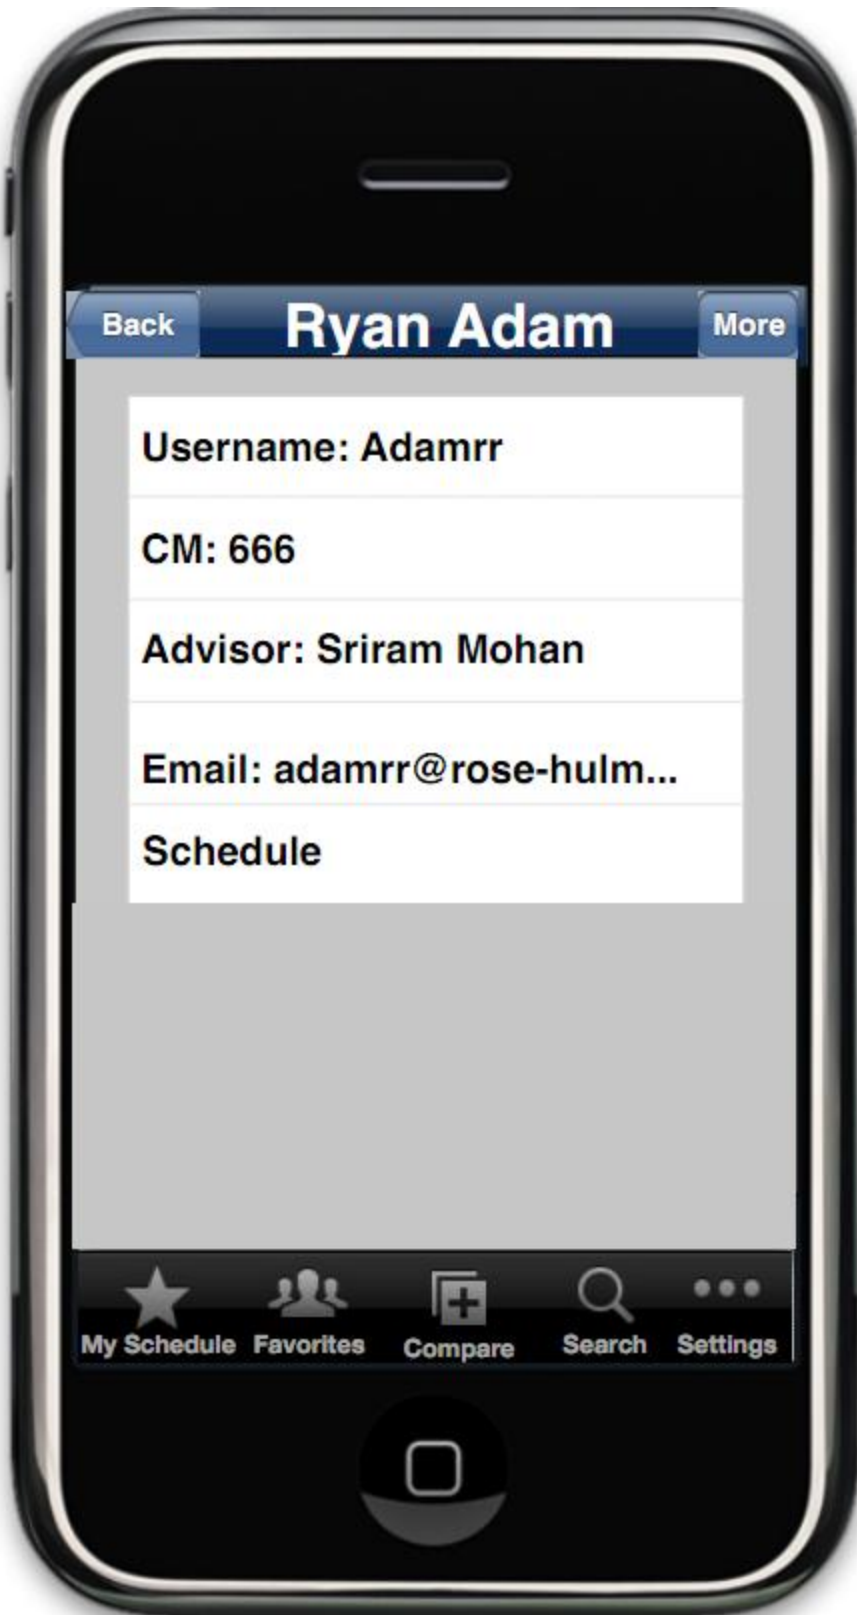 Back Ryan Adam More
Username: Adamrr
CM: 666
Advisor: Sriram Mohan
Email: adamrr@rose-hulm...
Schedule
My Schedule Favorites Compare Search Settings